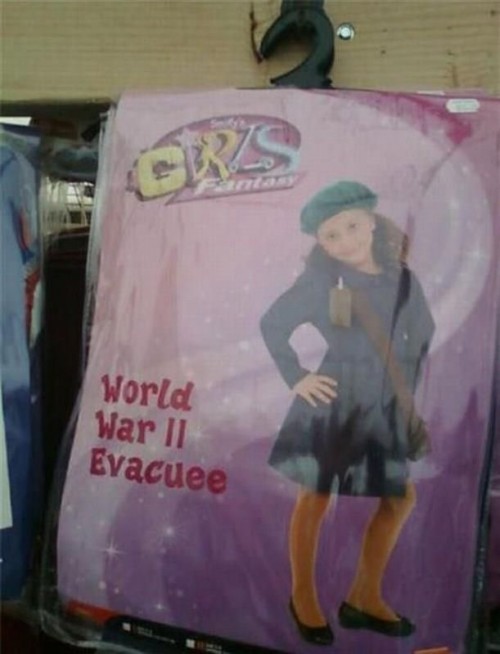 GIRLS
Fantasy
World
War II
Evacuee